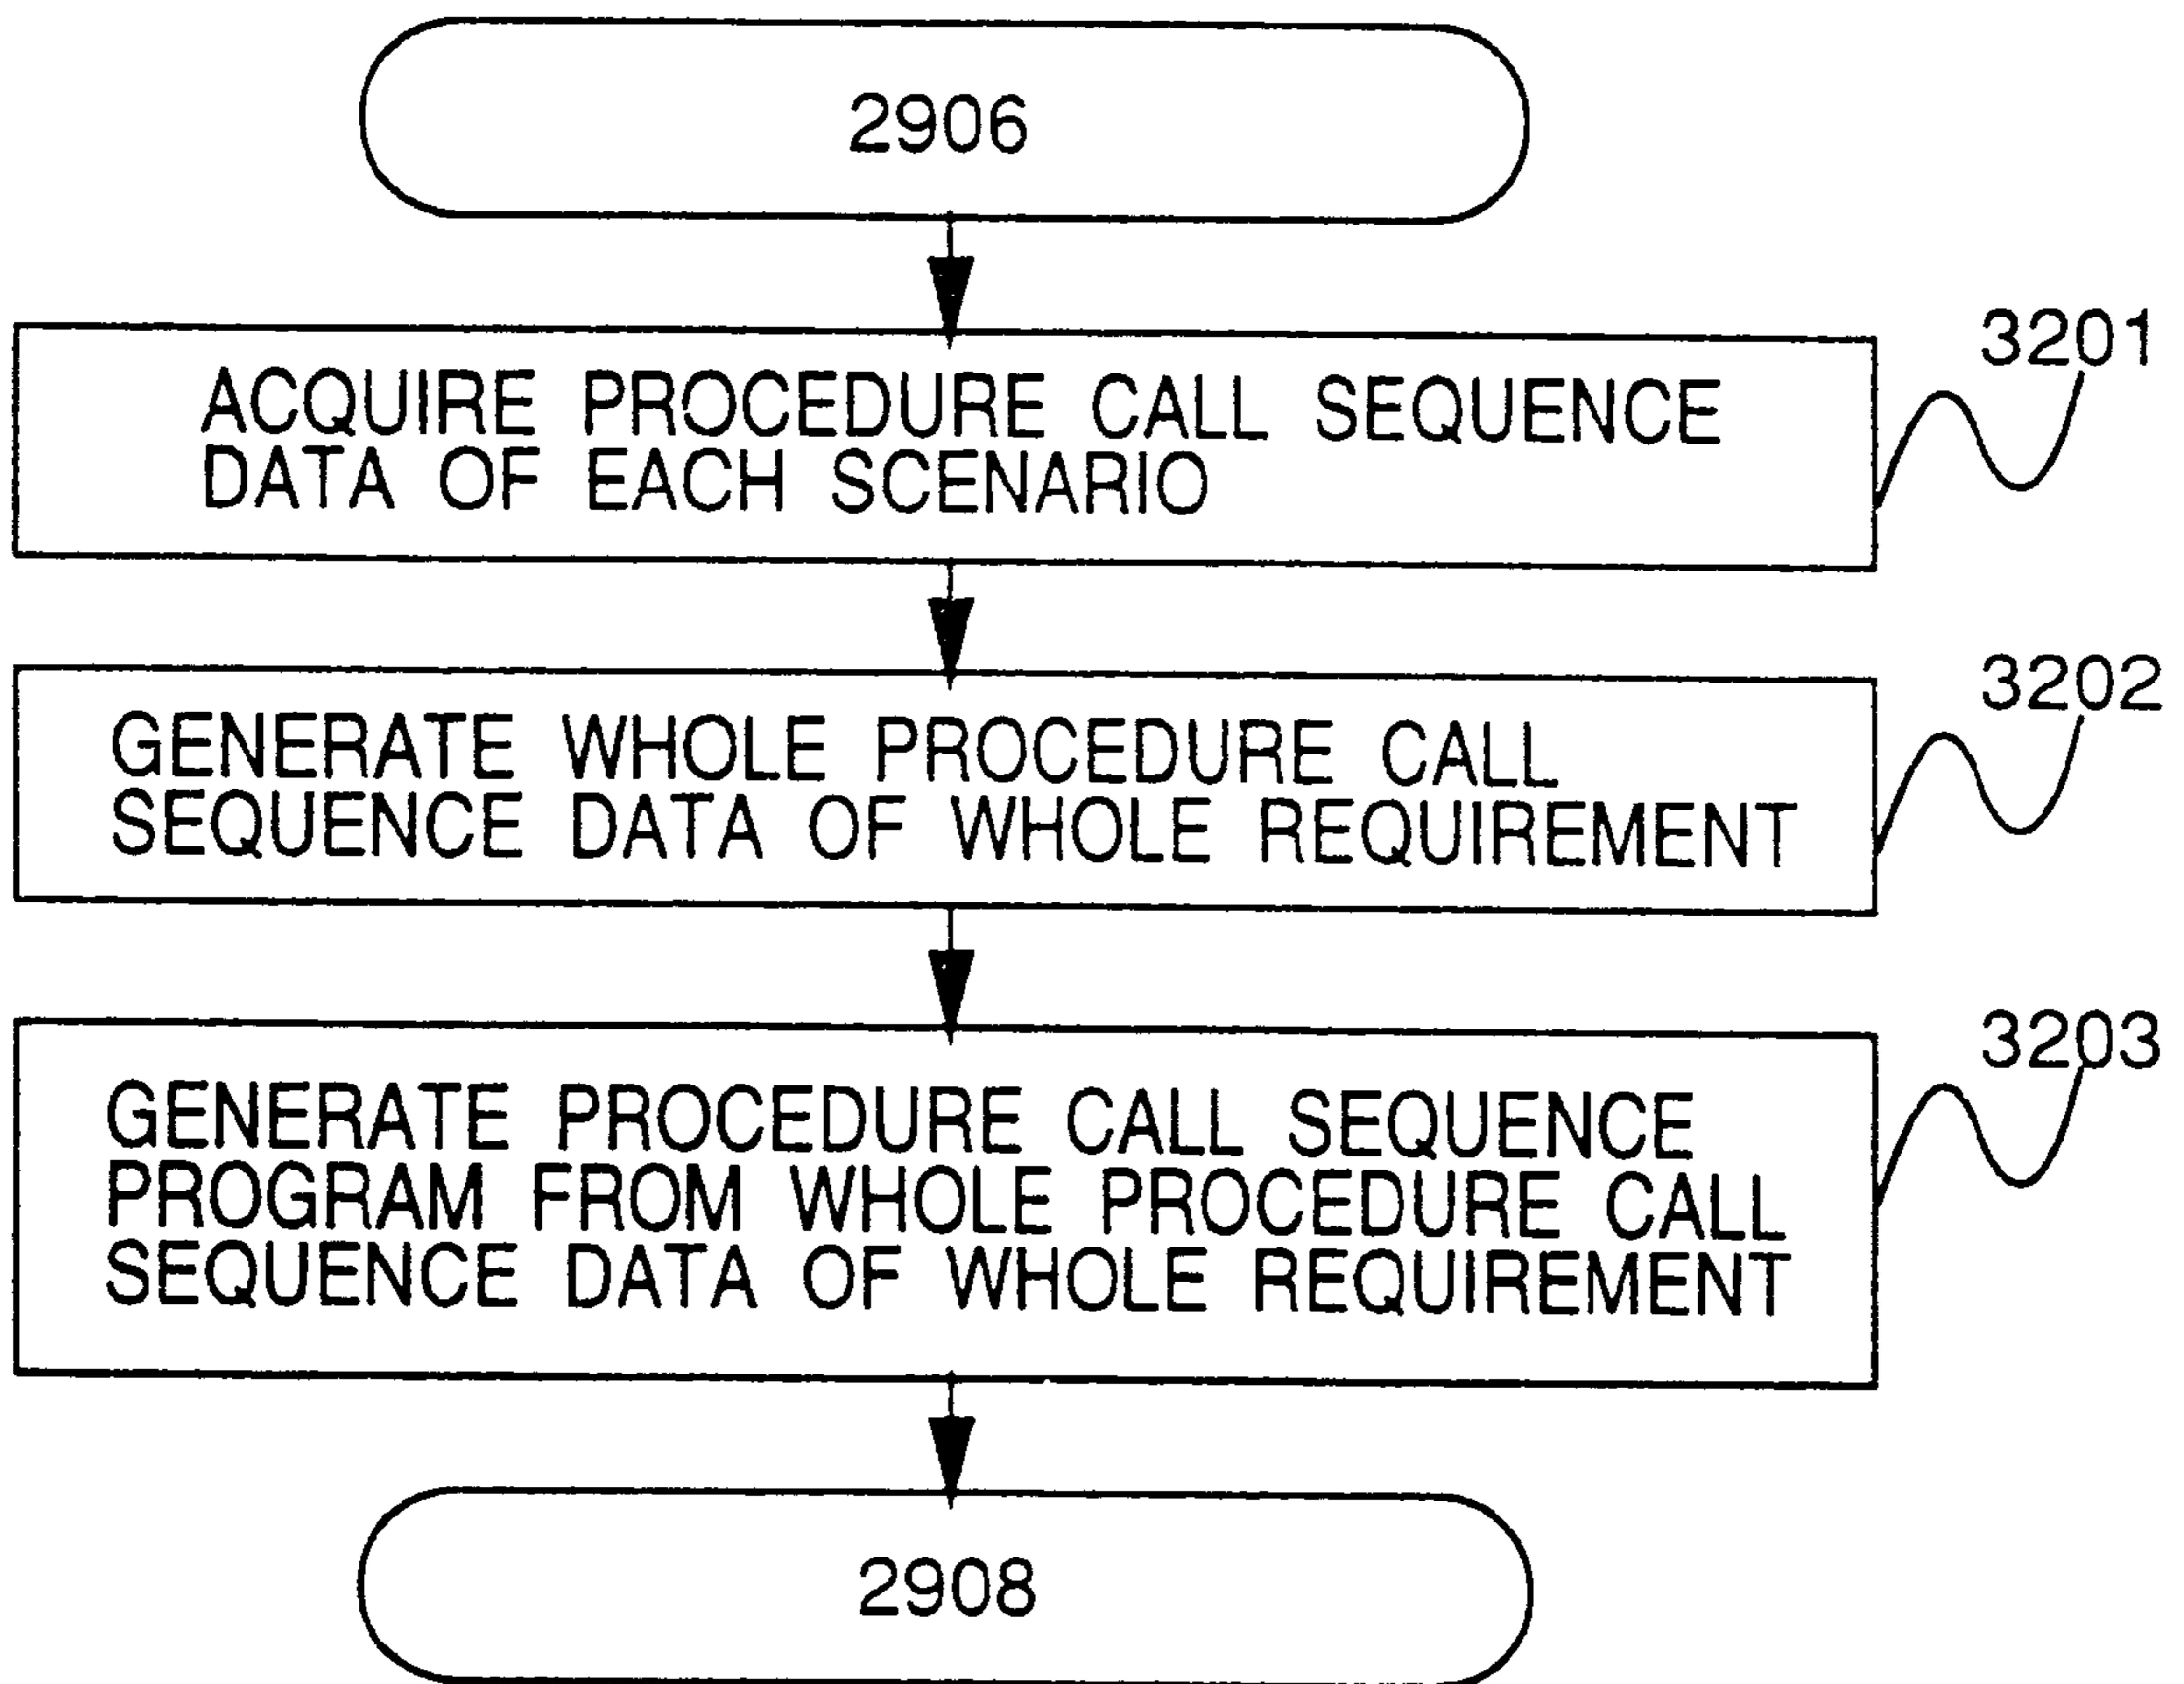 2906
3201
ACQUIRE PROCEDURE CALL SEQUENCE
DATA OF EACH SCENARIO
3202
GENERATE WHOLE PROCEDURE CALL
SEQUENCE DATA OF WHOLE REQUIREMENT
3203
GENERATE PROCEDURE CALL SEQUENCE
PROGRAM FROM WHOLE PROCEDURE CALL
SEQUENCE DATA OF WHOLE REQUIREMENT
2908